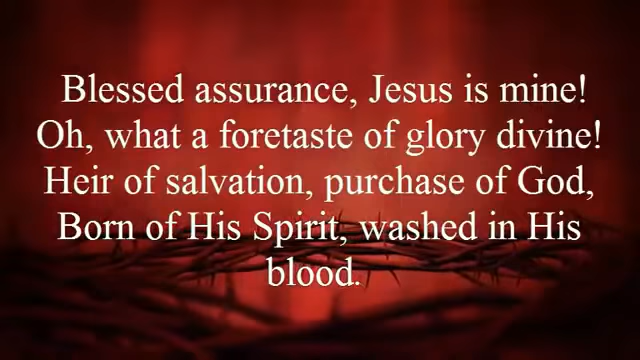 Blessed assurance, Jesus is mine!
Oh, what a foretaste of glory divine!
Heir of salvation, purchase of God,
Born of His Spirit, washed in His
blood.